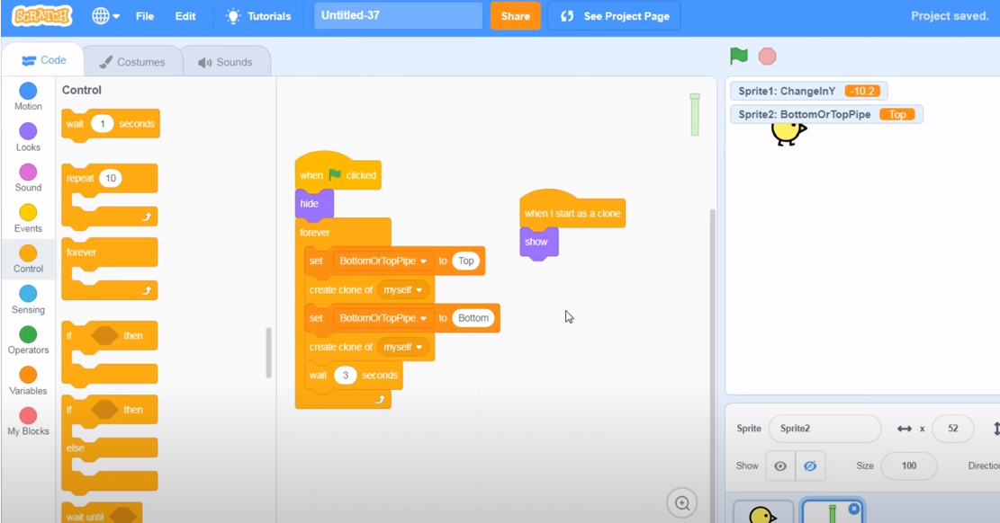 SCRATCH File Edit Tutorials Untitled-37 Share See Project Page Project saved.
Code Costumes Sounds
Motion
Looks
Sound
Events
Control
Sensing
Operators
Variables
My Blocks
Control
wait 1 seconds
repeat 10
forever
if then
if then
else
wait until
when clicked
hide
forever
set BottomOrTopPipe to Top
create clone of myself
set BottomOrTopPipe to Bottom
create clone of myself
wait 3 seconds
when I start as a clone
show
Sprite1: ChangeInY -10.2
Sprite2: BottomOrTopPipe Top
Sprite Sprite2 x 52
Show Size 100